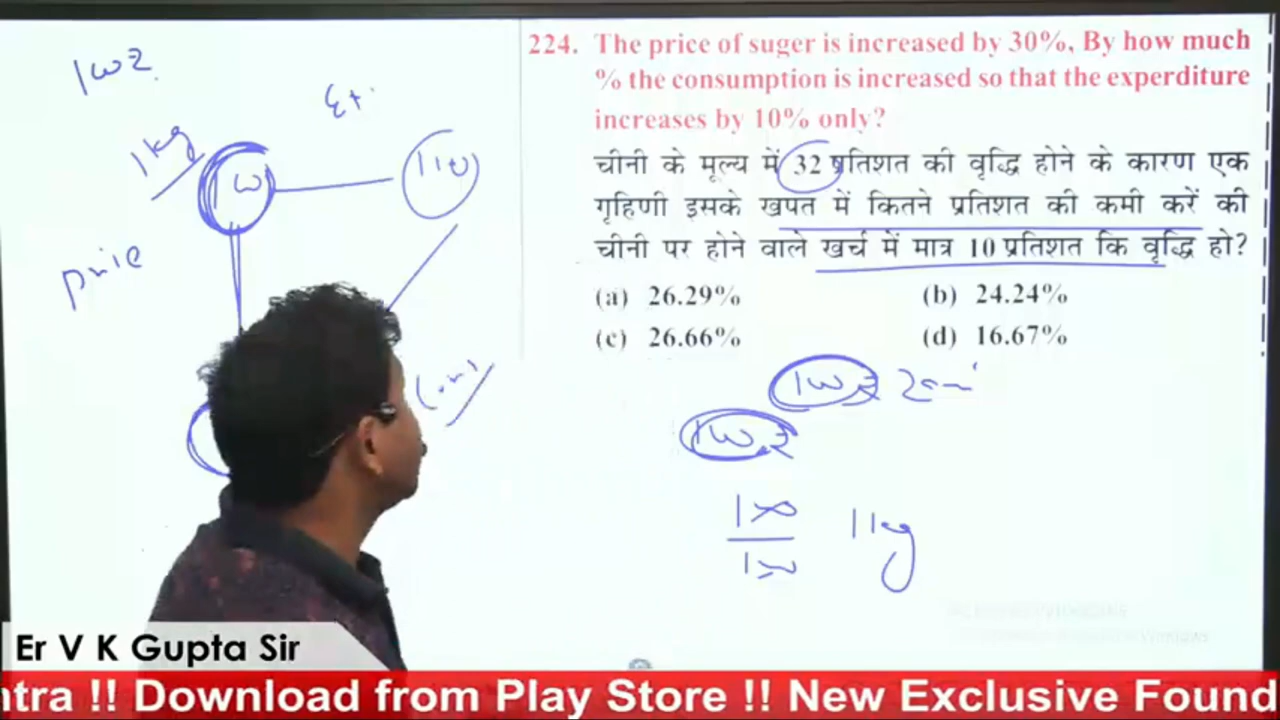 224. The price of suger is increased by 30%, By how much
% the consumption is increased so that the experditure
increases by 10% only?
चीनी के मूल्य में 32 प्रतिशत की वृद्धि होने के कारण एक
गृहिणी इसके खपत में कितने प्रतिशत की कमी करें की
चीनी पर होने वाले खर्च में मात्र 10 प्रतिशत कि वृद्धि हो?
(a) 26.29% (b) 24.24%
(c) 26.66% (d) 16.67%
1kg
110
price
100
100
100 11kg
Er V K Gupta Sir
ntra !! Download from Play Store !! New Exclusive Found